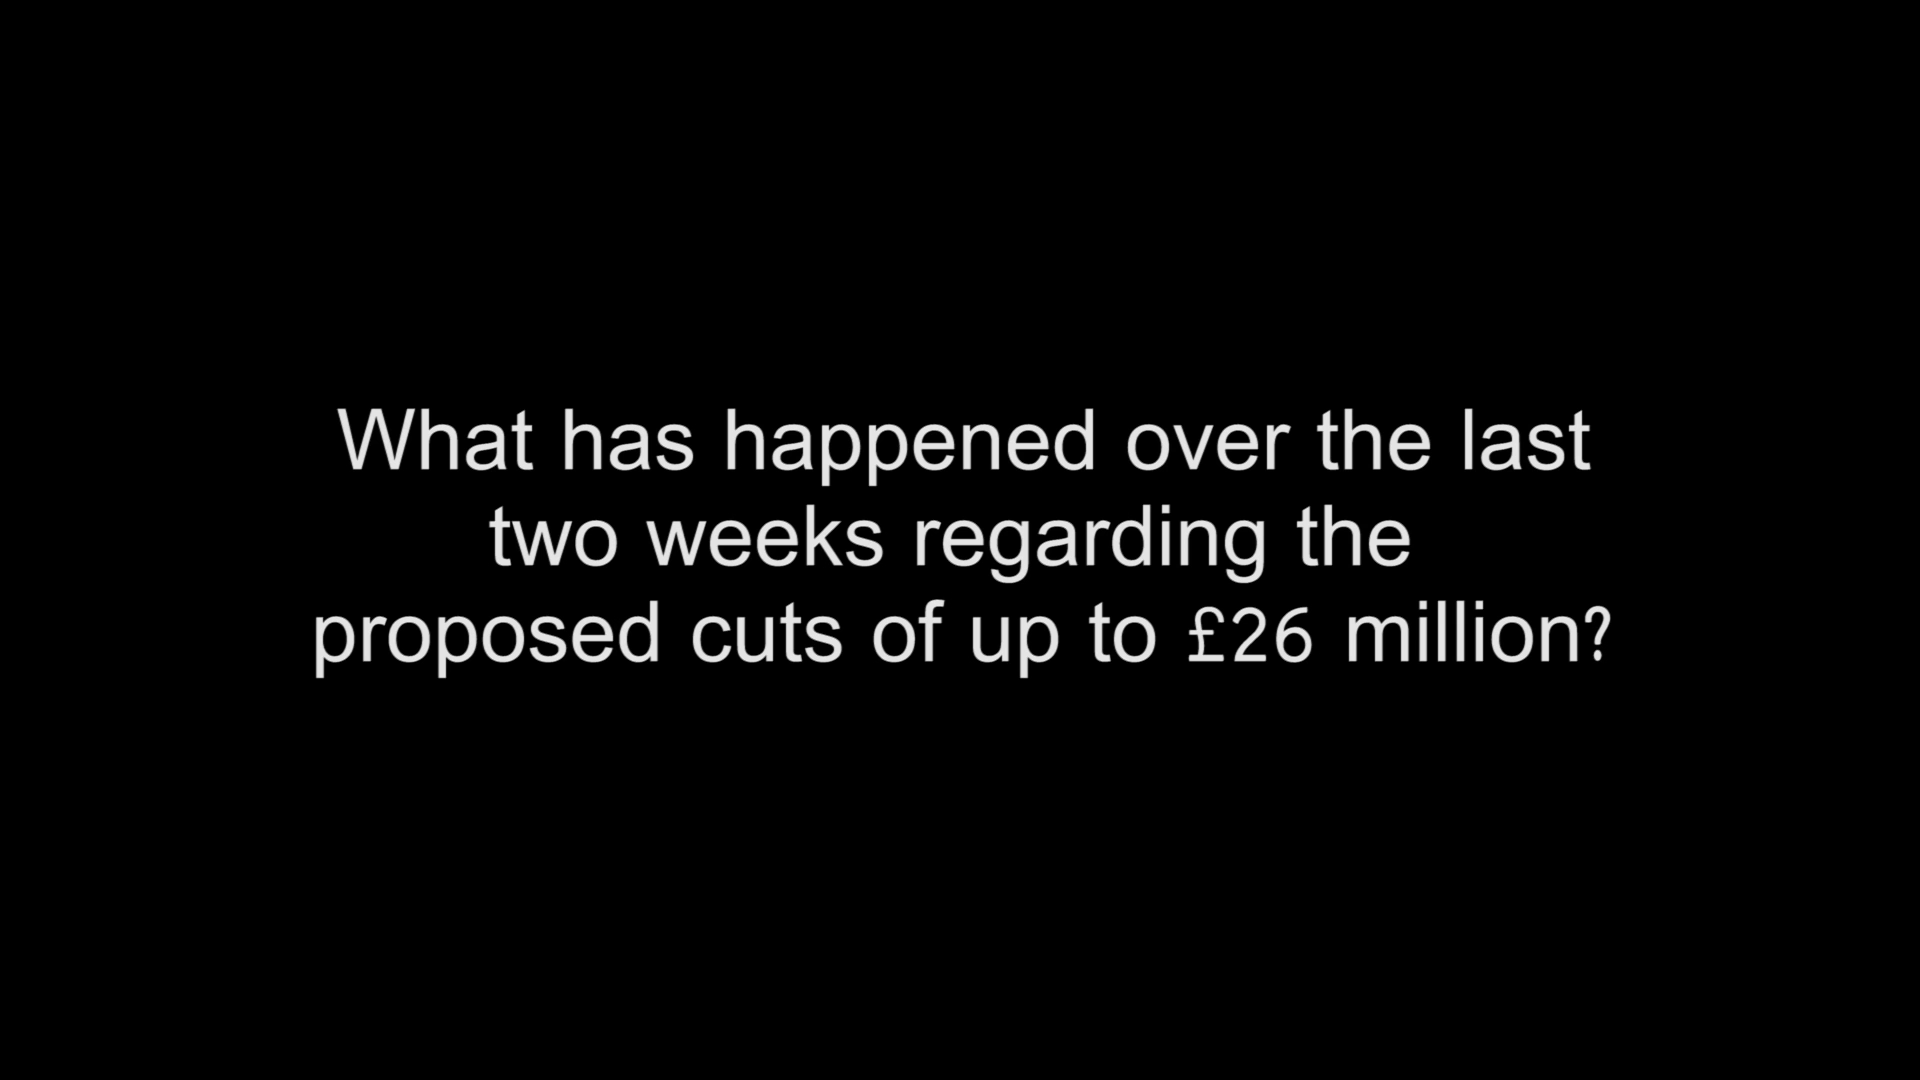 What has happened over the last
two weeks regarding the
proposed cuts of up to £26 million?